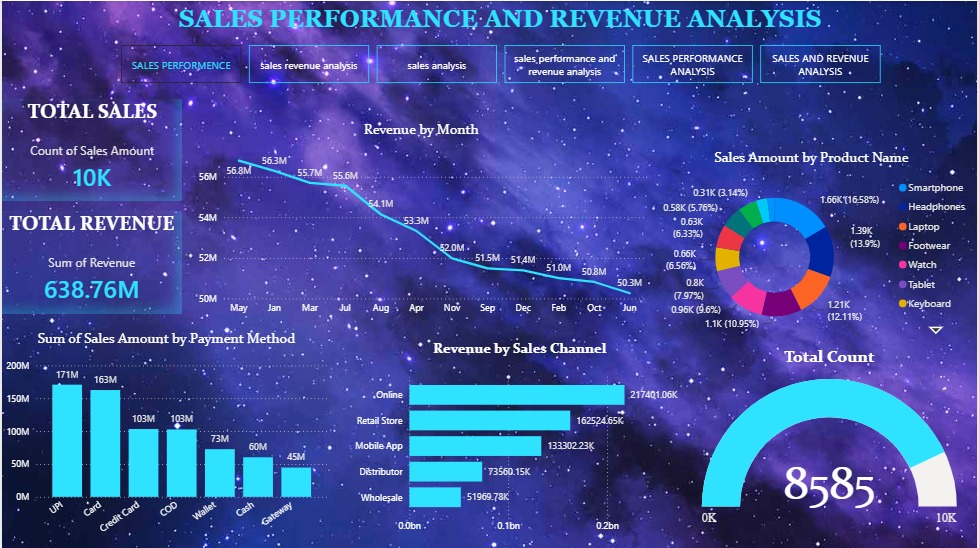 SALES PERFORMANCE AND REVENUE ANALYSIS
SALES PERFORMENCE
sales revenue analysis
sales analysis
sales performance and
revenue analysis
SALES PERFORMANCE
ANALYSIS
SALES AND REVENUE
ANALYSIS
TOTAL SALES
Count of Sales Amount
10K
TOTAL REVENUE
Sum of Revenue
638.76M
Revenue by Month
56M
54M
52M
50M
56.8M
56.3M
55.7M
55.6M
54.1M
53.3M
52.0M
51.5M
51.4M
51.0M
50.8M
50.3M
May
Jan
Mar
Jul
Aug
Apr
Nov
Sep
Dec
Feb
Oct
Jun
Sales Amount by Product Name
1.66K (16.58%)
1.39K
(13.9%)
1.21K
(12.11%)
1.1K (10.95%)
0.96K (9.6%)
0.8K
(7.97%)
0.66K
(6.56%)
0.63K
(6.33%)
0.58K (5.76%)
0.31K (3.14%)
Smartphone
Headphones
Laptop
Footwear
Watch
Tablet
Keyboard
Sum of Sales Amount by Payment Method
200M
150M
100M
50M
0M
171M
163M
103M
103M
73M
60M
45M
UPI
Card
Credit Card
COD
Wallet
Cash
Gateway
Revenue by Sales Channel
Online
217401.06K
Retail Store
162524.65K
Mobile App
133302.23K
Distributor
73560.15K
Wholesale
51969.78K
0.0bn
0.1bn
0.2bn
Total Count
8585
0K
10K